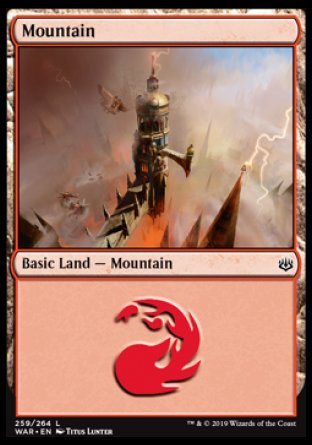 Mountain
Basic Land — Mountain
259/264 L
WAR • EN Titus Lunter
™ & © 2019 Wizards of the Coast